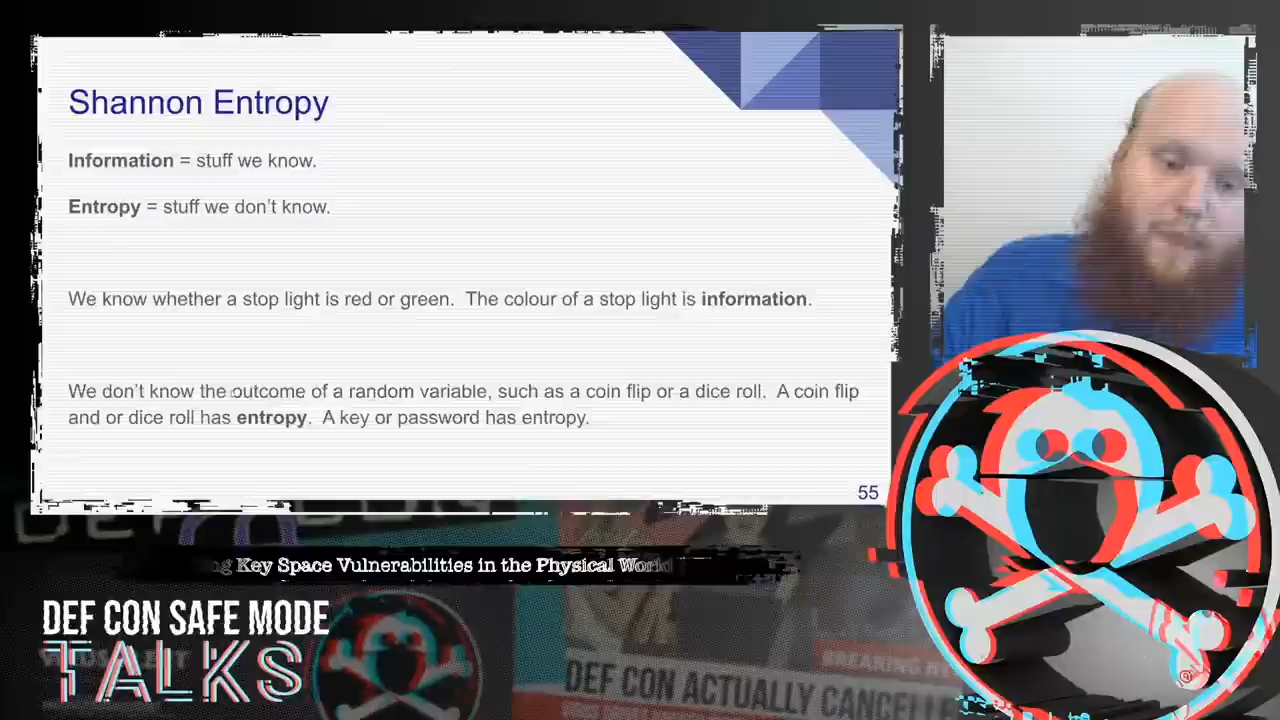 Shannon Entropy
Information = stuff we know.
Entropy = stuff we don't know.
We know whether a stop light is red or green.  The colour of a stop light is information.
We don't know the outcome of a random variable, such as a coin flip or a dice roll.  A coin flip
and or dice roll has entropy.  A key or password has entropy.
55
Key Space Vulnerabilities in the Physical World
DEF CON SAFE MODE
TALKS
BREAKING
DEF CON ACTUALLY
®